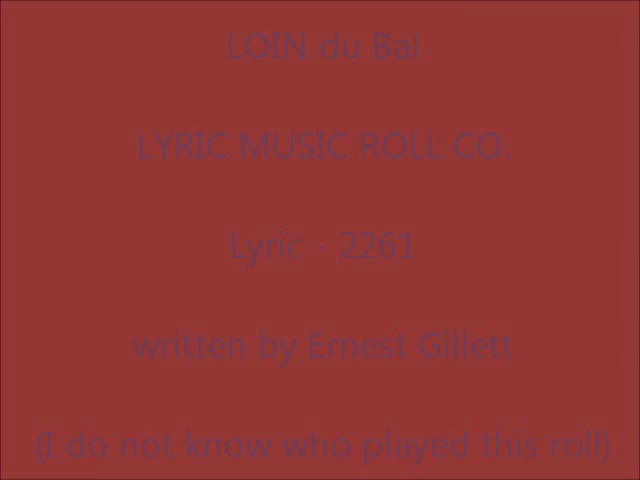 LOIN du Bal
LYRIC MUSIC ROLL CO.
Lyric - 2261
written by Ernest Gillett
(I do not know who played this roll)